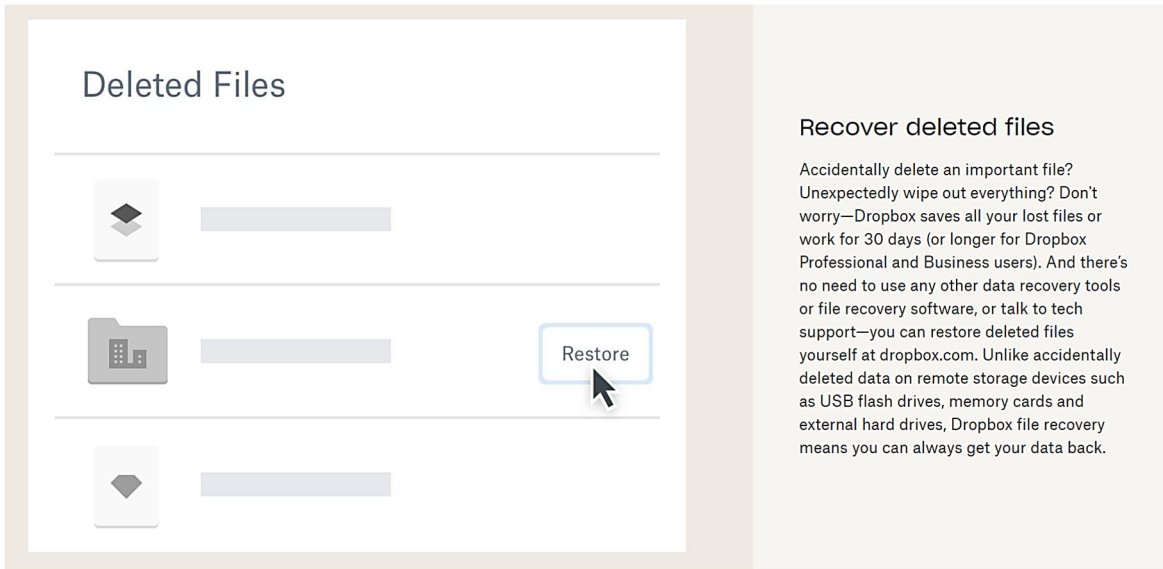 Deleted Files
Restore
Recover deleted files
Accidentally delete an important file?
Unexpectedly wipe out everything? Don't
worry—Dropbox saves all your lost files or
work for 30 days (or longer for Dropbox
Professional and Business users). And there's
no need to use any other data recovery tools
or file recovery software, or talk to tech
support—you can restore deleted files
yourself at dropbox.com. Unlike accidentally
deleted data on remote storage devices such
as USB flash drives, memory cards and
external hard drives, Dropbox file recovery
means you can always get your data back.